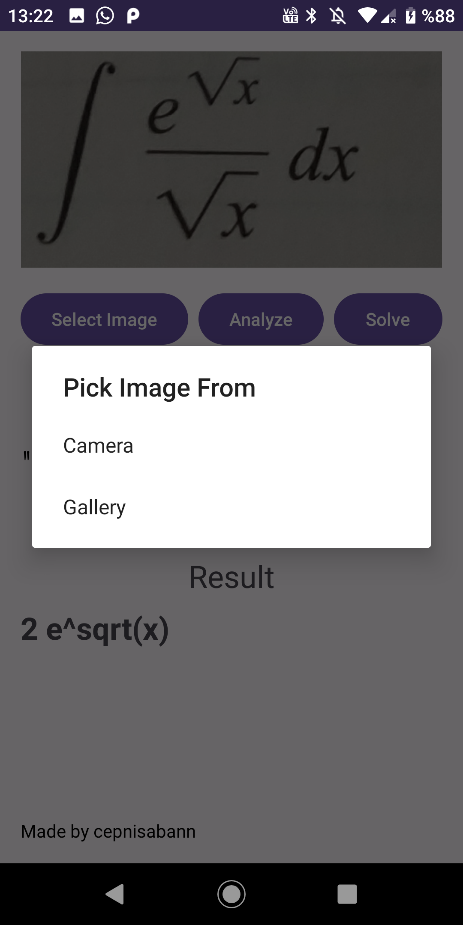 13:22 VoLTE %88
∫ e^√x / √x dx
Select Image Analyze Solve
Pick Image From
Camera
"
Gallery
Result
2 e^sqrt(x)
Made by cepnisabann